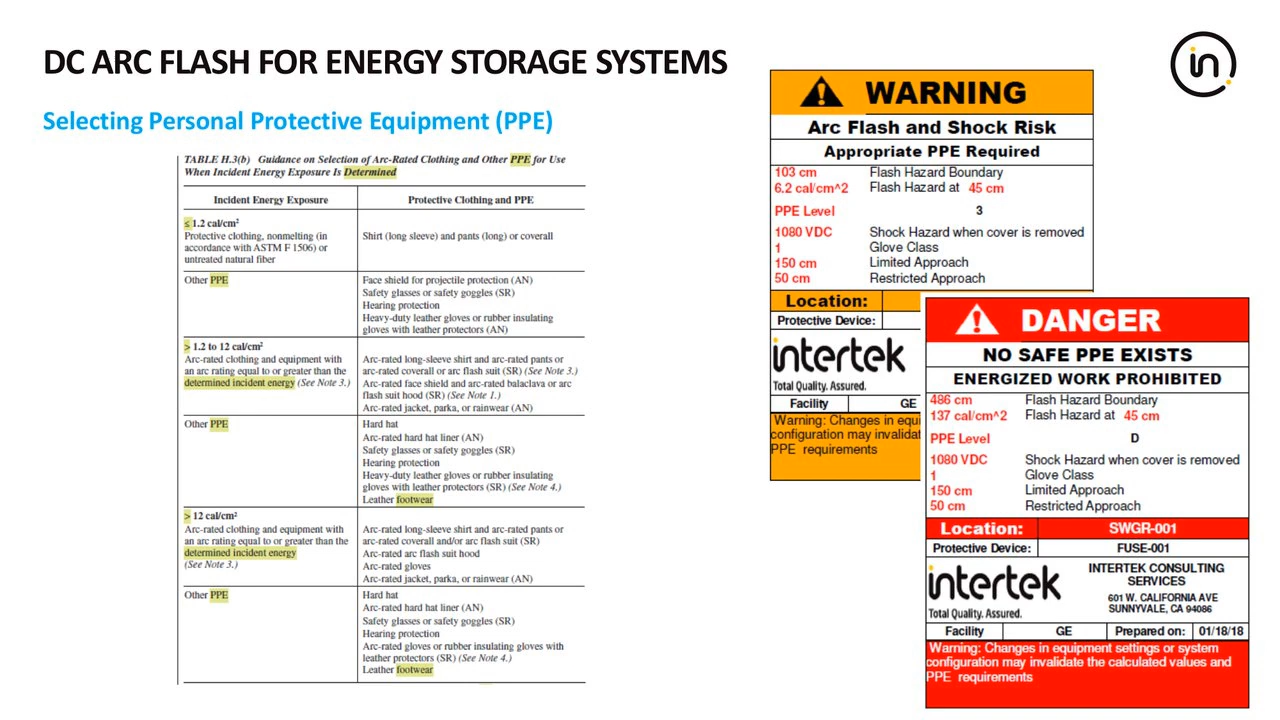 DC ARC FLASH FOR ENERGY STORAGE SYSTEMS
in
Selecting Personal Protective Equipment (PPE)
TABLE H.3(b) Guidance on Selection of Arc-Rated Clothing and Other PPE for Use
When Incident Energy Exposure Is Determined
Incident Energy Exposure
Protective Clothing and PPE
≤ 1.2 cal/cm²
Protective clothing, nonmelting (in
accordance with ASTM F 1506) or
untreated natural fiber
Shirt (long sleeve) and pants (long) or coverall
Other PPE
Face shield for projectile protection (AN)
Safety glasses or safety goggles (SR)
Hearing protection
Heavy-duty leather gloves or rubber insulating
gloves with leather protectors (AN)
> 1.2 to 12 cal/cm²
Arc-rated clothing and equipment with
an arc rating equal to or greater than the
determined incident energy (See Note 3.)
Arc-rated long-sleeve shirt and arc-rated pants or
arc-rated coverall or arc flash suit (SR) (See Note 3.)
Arc-rated face shield and arc-rated balaclava or arc
flash suit hood (SR) (See Note 1.)
Arc-rated jacket, parka, or rainwear (AN)
Other PPE
Hard hat
Arc-rated hard hat liner (AN)
Safety glasses or safety goggles (SR)
Hearing protection
Heavy-duty leather gloves or rubber insulating
gloves with leather protectors (SR) (See Note 4.)
Leather footwear
> 12 cal/cm²
Arc-rated clothing and equipment with
an arc rating equal to or greater than the
determined incident energy
(See Note 3.)
Arc-rated long-sleeve shirt and arc-rated pants or
arc-rated coverall and/or arc flash suit (SR)
Arc-rated arc flash suit hood
Arc-rated gloves
Arc-rated jacket, parka, or rainwear (AN)
Other PPE
Hard hat
Arc-rated hard hat liner (AN)
Safety glasses or safety goggles (SR)
Hearing protection
Arc-rated gloves or rubber insulating gloves with
leather protectors (SR) (See Note 4.)
Leather footwear
WARNING
Arc Flash and Shock Risk
Appropriate PPE Required
103 cm Flash Hazard Boundary
6.2 cal/cm^2 Flash Hazard at 45 cm
PPE Level 3
1080 VDC Shock Hazard when cover is removed
1 Glove Class
150 cm Limited Approach
50 cm Restricted Approach
Location:
Protective Device:
intertek
Total Quality. Assured.
Facility GE
Warning: Changes in
configuration may
PPE requirements
DANGER
NO SAFE PPE EXISTS
ENERGIZED WORK PROHIBITED
486 cm Flash Hazard Boundary
137 cal/cm^2 Flash Hazard at 45 cm
PPE Level D
1080 VDC Shock Hazard when cover is removed
1 Glove Class
150 cm Limited Approach
50 cm Restricted Approach
Location: SWGR-001
Protective Device: FUSE-001
intertek
Total Quality. Assured.
INTERTEK CONSULTING
SERVICES
601 W. CALIFORNIA AVE
SUNNYVALE, CA 94086
Facility GE Prepared on: 01/18/18
Warning: Changes in equipment settings or system
configuration may invalidate the calculated values and
PPE requirements